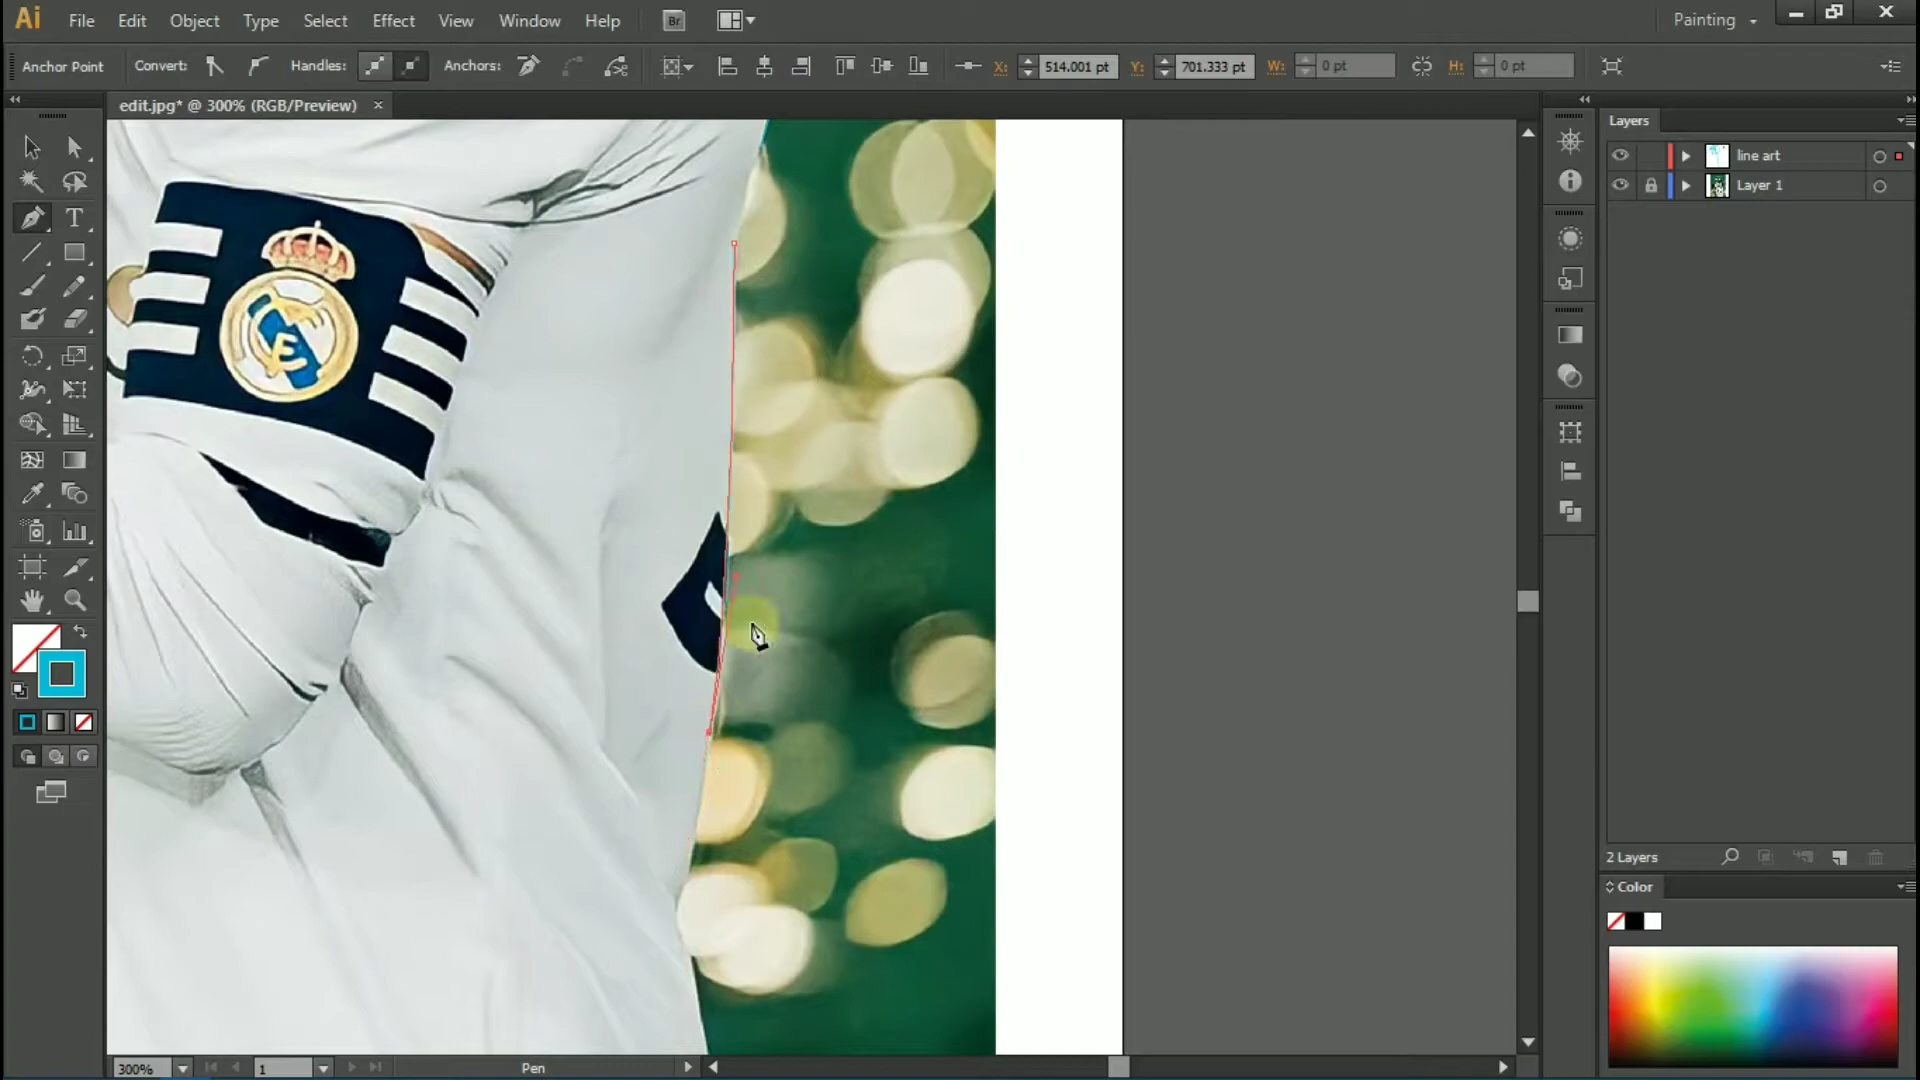 Ai File Edit Object Type Select Effect View Window Help Br Painting
Anchor Point Convert: Handles: Anchors: X: 514.001 pt Y: 701.333 pt W: 0 pt H: 0 pt
edit.jpg* @ 300% (RGB/Preview)
Layers
line art
Layer 1
2 Layers
Color
300% 1 Pen